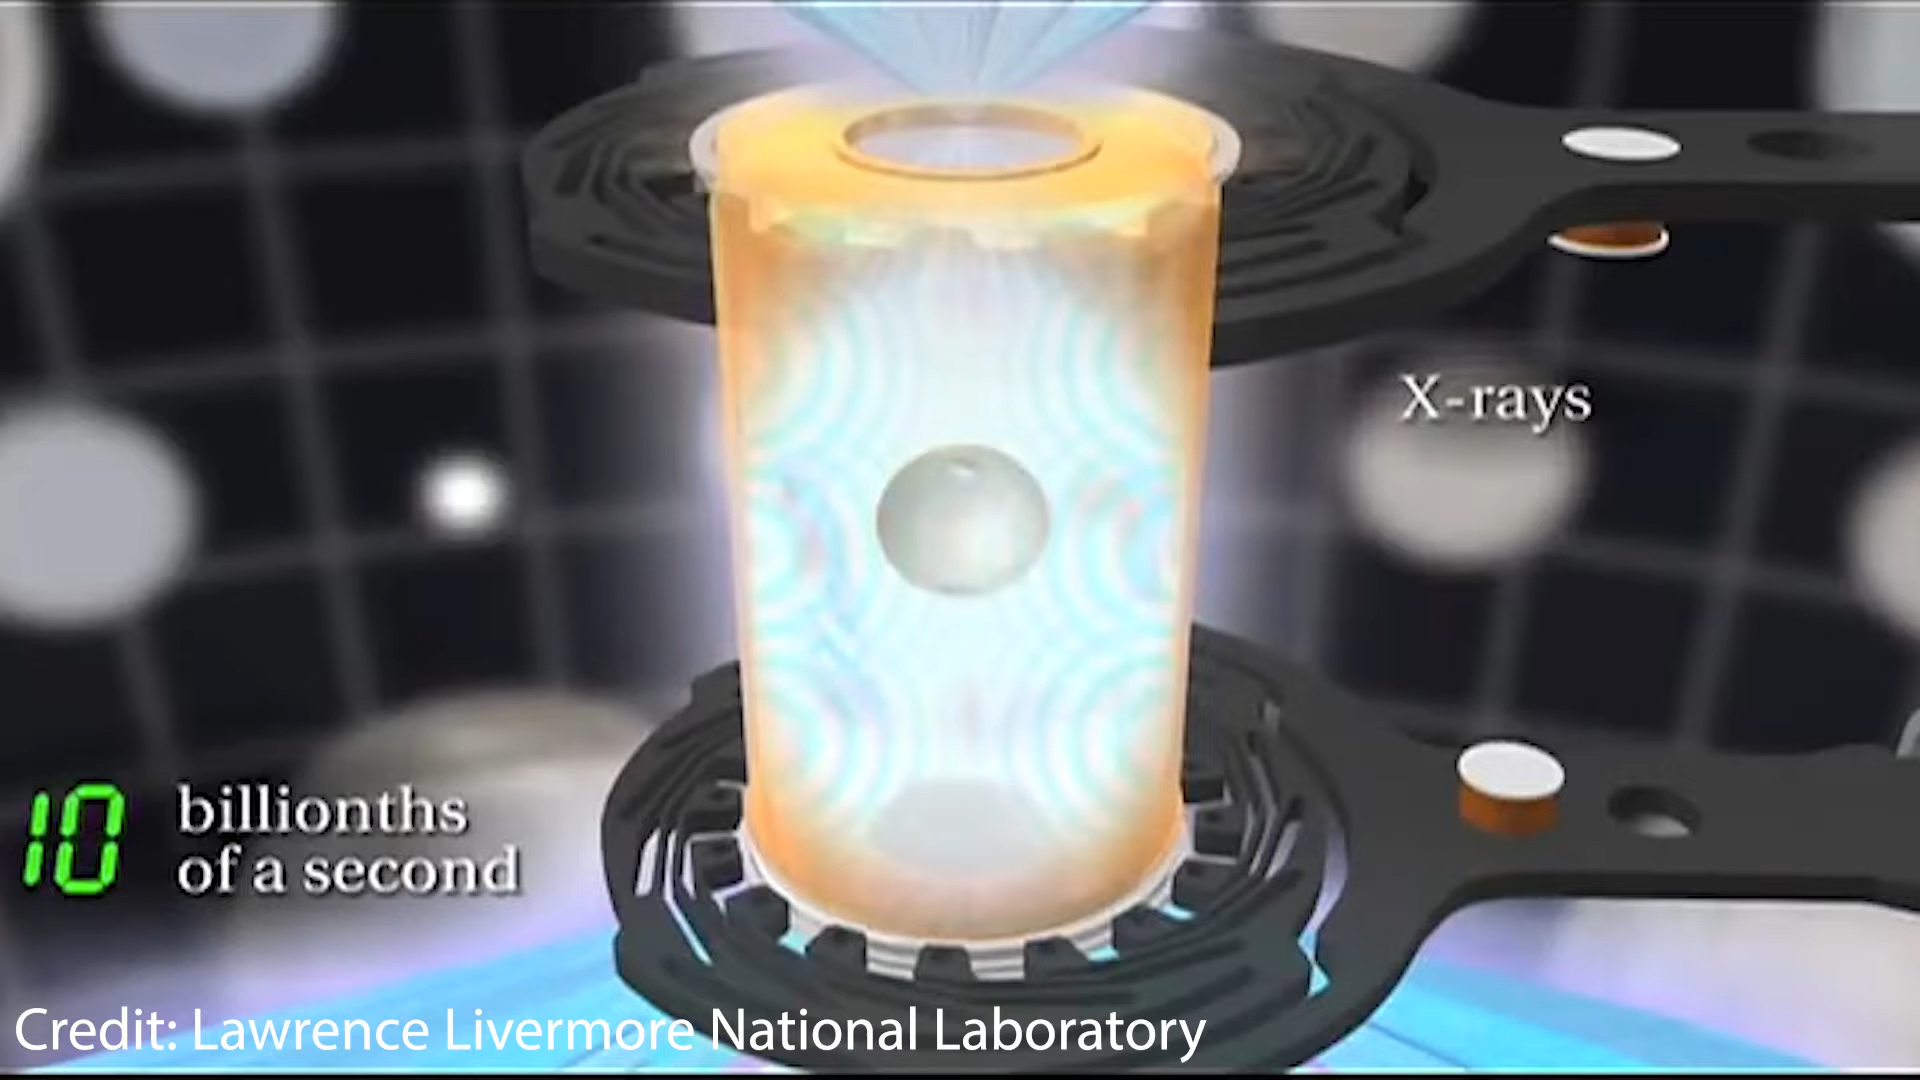 X-rays
10 billionths
of a second
Credit: Lawrence Livermore National Laboratory